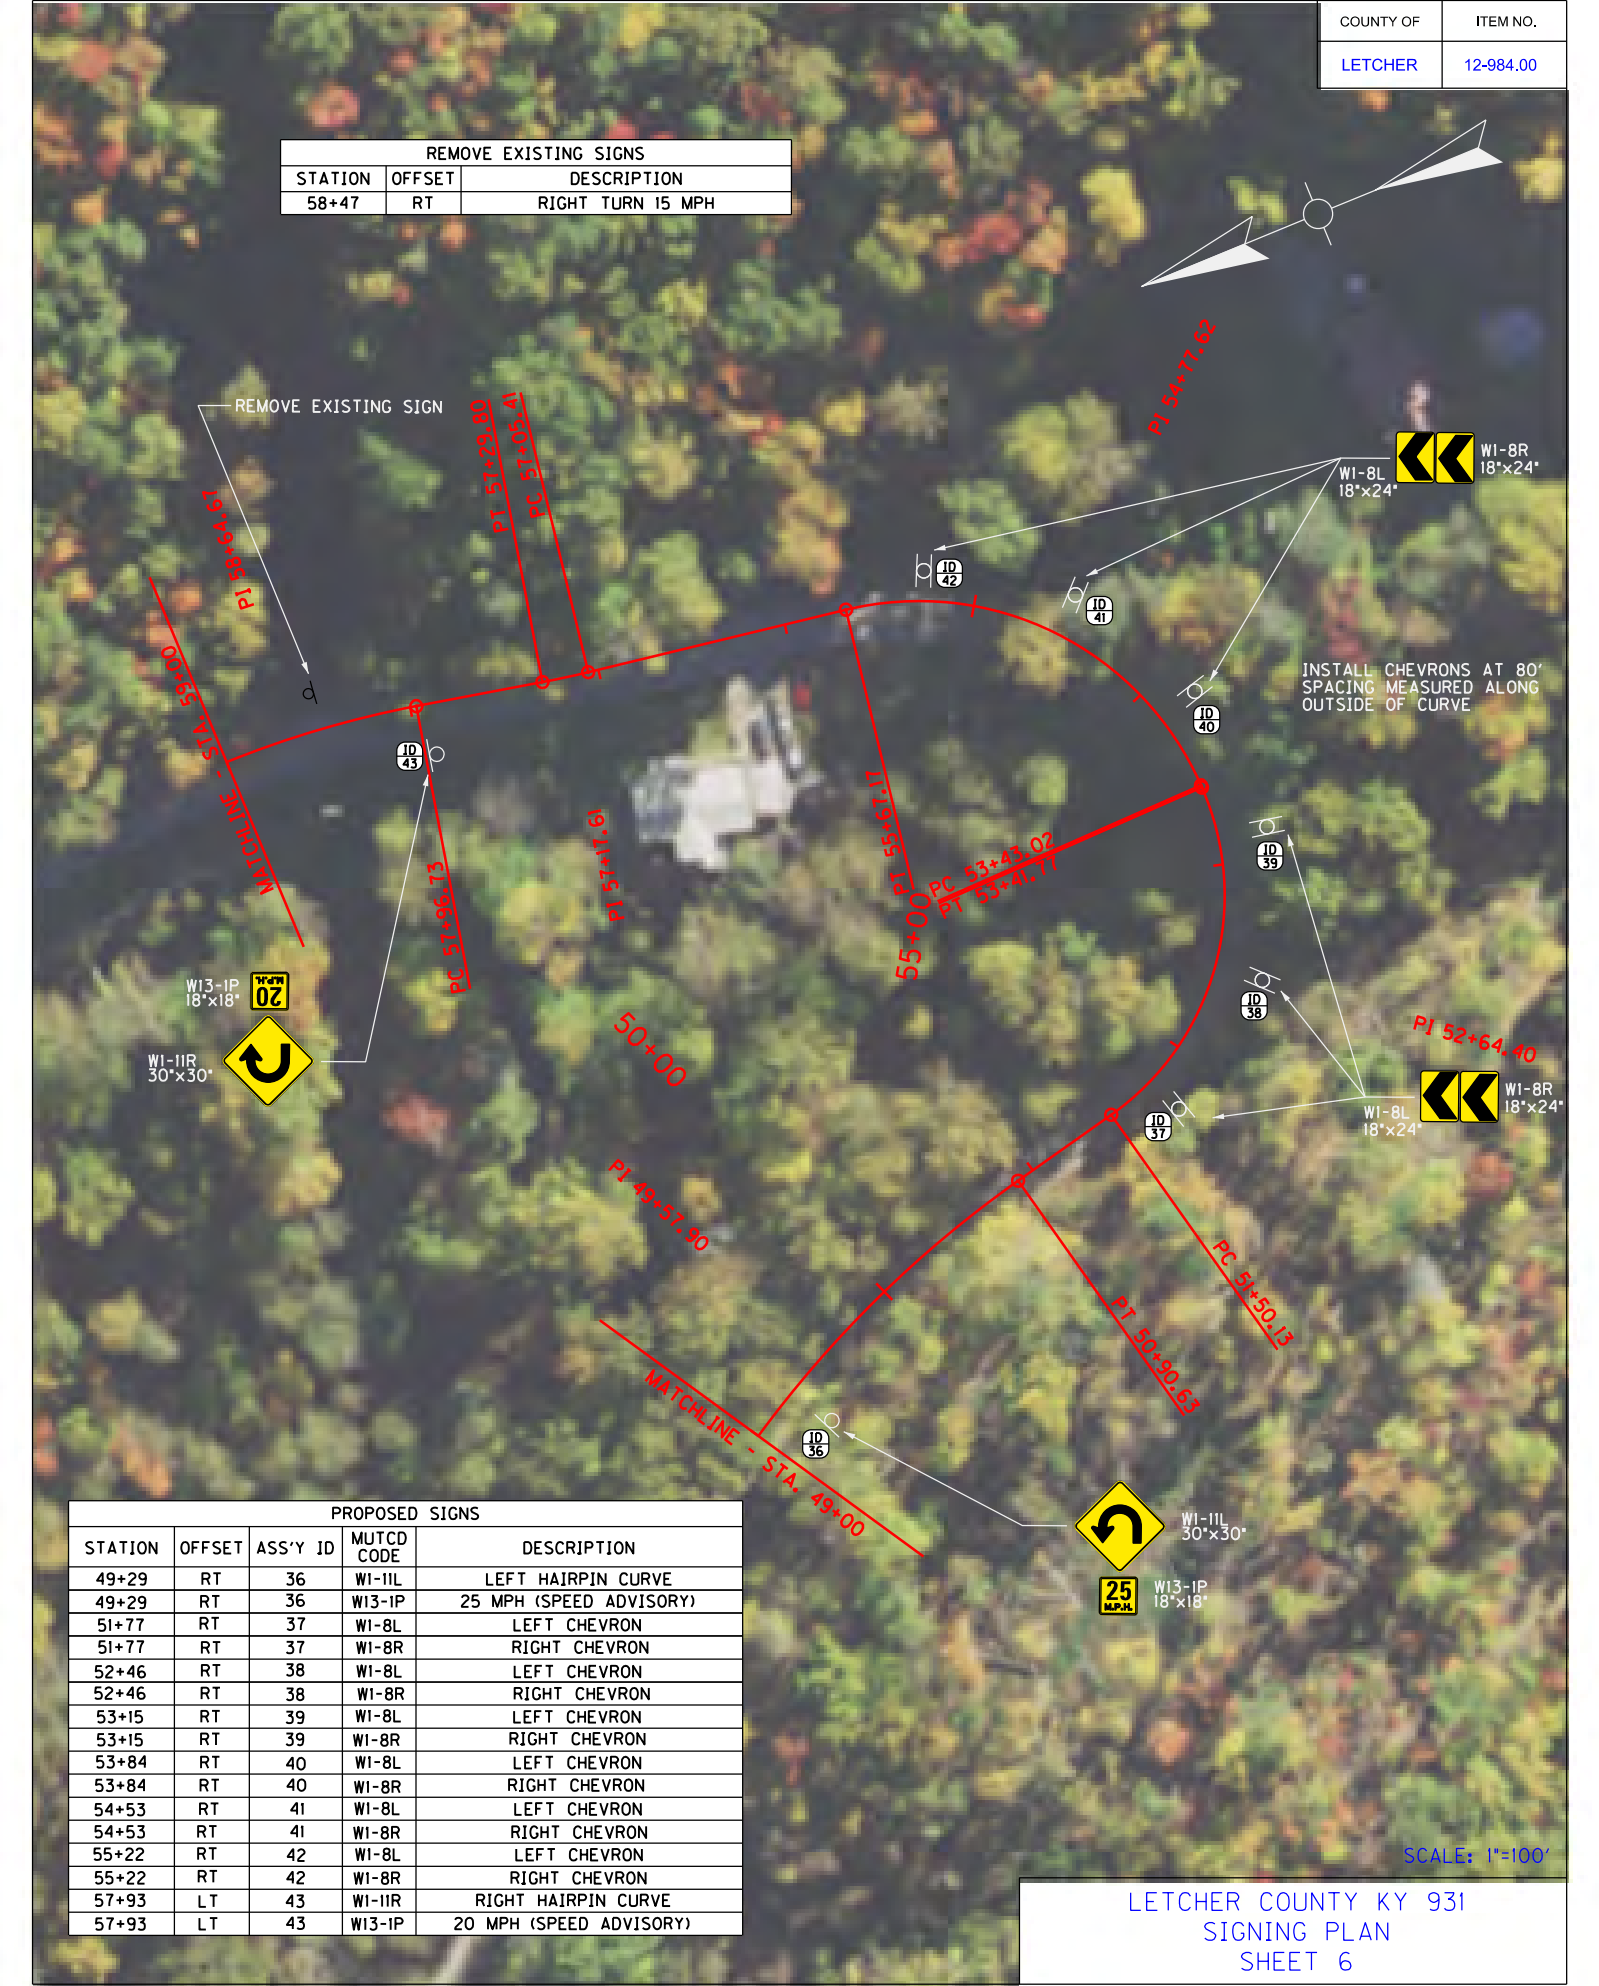 COUNTY OF ITEM NO.
LETCHER 12-984.00
REMOVE EXISTING SIGNS
STATION OFFSET DESCRIPTION
58+47 RT RIGHT TURN 15 MPH
PI 54+77.62
REMOVE EXISTING SIGN
PT 57+29.80
PC 57+05.41
W1-8R
18"x24"
W1-8L
18"x24"
PI 58+64.67
ID
42
ID
41
INSTALL CHEVRONS AT 80'
SPACING MEASURED ALONG
OUTSIDE OF CURVE
ID
40
MATCHLINE - STA. 59+00
ID
43
PT 55+67.17
PI 57+17.61
PC 53+43.02
PT 53+41.77
ID
39
PC 57+96.73
55+00
W13-1P
18"x18"
20
M.P.H.
ID
38
PI 52+64.40
50+00
W1-11R
30"x30"
W1-8R
18"x24"
W1-8L
18"x24"
ID
37
PI 49+57.90
PC 51+50.13
PT 50+90.63
MATCHLINE - STA. 49+00
ID
36
W1-11L
30"x30"
25
M.P.H.
W13-1P
18"x18"
PROPOSED SIGNS
STATION OFFSET ASS'Y ID MUTCD CODE DESCRIPTION
49+29 RT 36 W1-11L LEFT HAIRPIN CURVE
49+29 RT 36 W13-1P 25 MPH (SPEED ADVISORY)
51+77 RT 37 W1-8L LEFT CHEVRON
51+77 RT 37 W1-8R RIGHT CHEVRON
52+46 RT 38 W1-8L LEFT CHEVRON
52+46 RT 38 W1-8R RIGHT CHEVRON
53+15 RT 39 W1-8L LEFT CHEVRON
53+15 RT 39 W1-8R RIGHT CHEVRON
53+84 RT 40 W1-8L LEFT CHEVRON
53+84 RT 40 W1-8R RIGHT CHEVRON
54+53 RT 41 W1-8L LEFT CHEVRON
54+53 RT 41 W1-8R RIGHT CHEVRON
55+22 RT 42 W1-8L LEFT CHEVRON
55+22 RT 42 W1-8R RIGHT CHEVRON
57+93 LT 43 W1-11R RIGHT HAIRPIN CURVE
57+93 LT 43 W13-1P 20 MPH (SPEED ADVISORY)
SCALE: 1"=100'
LETCHER COUNTY KY 931
SIGNING PLAN
SHEET 6